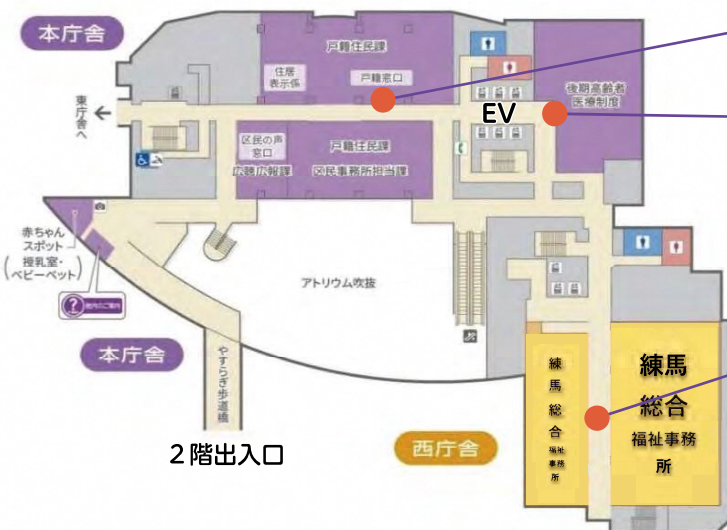 本庁舎
戸籍住民課
住居
表示係
戸籍窓口
後期高齢者
医療制度
東庁舎へ
EV
区民の声
窓口
広聴広報課
戸籍住民課
区民事務所担当課
赤ちゃん
スポット
(授乳室・
ベビーベット)
?
アトリウム吹抜
本庁舎
やすらぎ歩道橋
2階出入口
西庁舎
練馬総合福祉事務所
練馬
総合
福祉事務
所